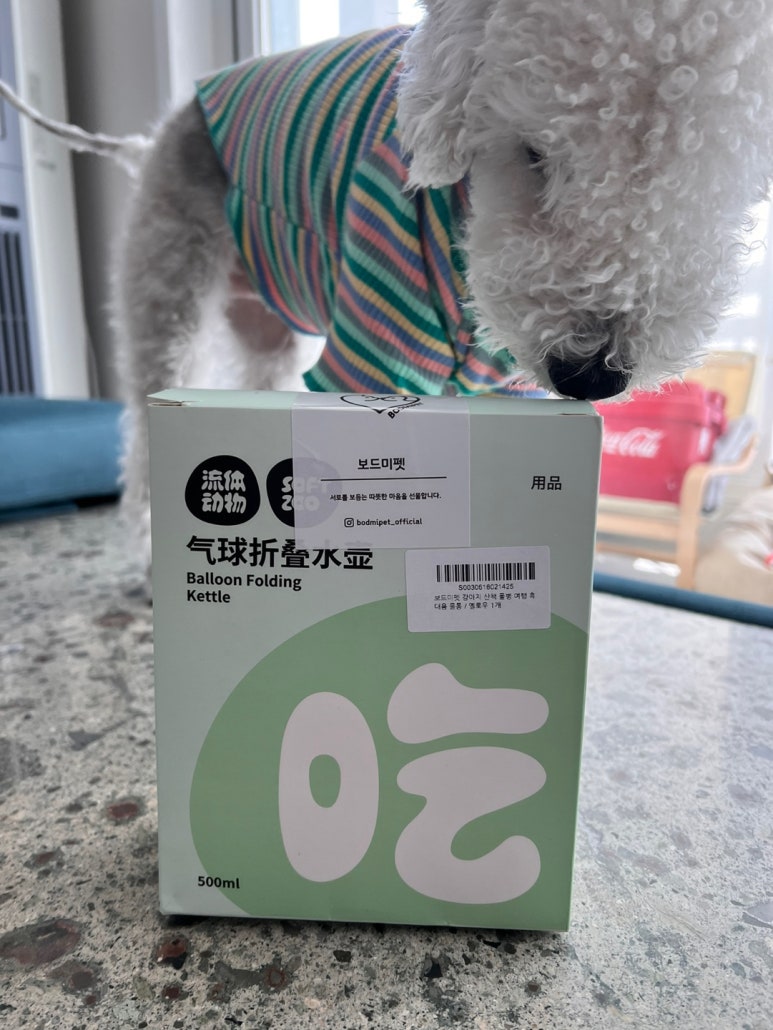 보드미펫
서로를 보듬는 따뜻한 마음을 선물합니다.
bodmipet_official
流体
动物
用品
气球折叠水壶
Balloon Folding
Kettle
S0030616021425
보드미펫 강아지 산책 물병 여행 휴
대용 물통 / 옐로우 1개
吃
500ml
Coca-Cola